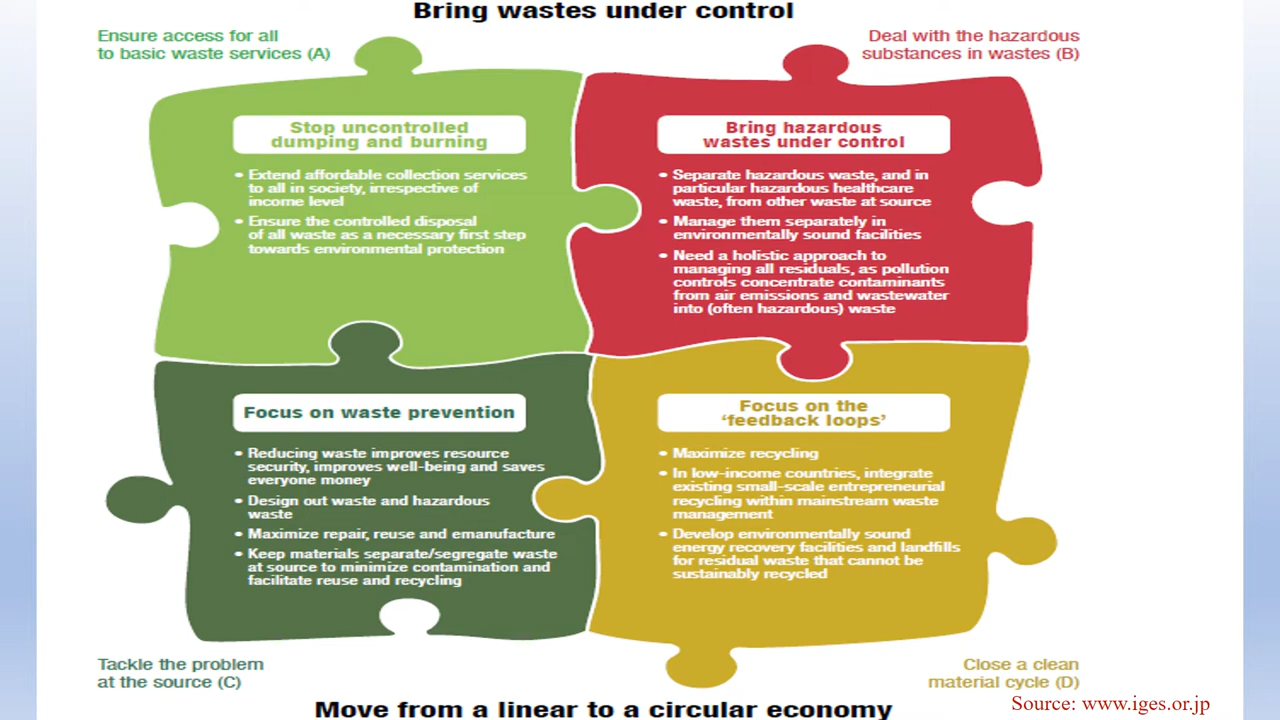 Bring wastes under control
Ensure access for all
to basic waste services (A)
Deal with the hazardous
substances in wastes (B)
Stop uncontrolled
dumping and burning
• Extend affordable collection services
to all in society, irrespective of
income level
• Ensure the controlled disposal
of all waste as a necessary first step
towards environmental protection
Bring hazardous
wastes under control
• Separate hazardous waste, and in
particular hazardous healthcare
waste, from other waste at source
• Manage them separately in
environmentally sound facilities
• Need a holistic approach to
managing all residuals, as pollution
controls concentrate contaminants
from air emissions and wastewater
into (often hazardous) waste
Focus on waste prevention
• Reducing waste improves resource
security, improves well-being and saves
everyone money
• Design out waste and hazardous
waste
• Maximize repair, reuse and emanufacture
• Keep materials separate/segregate waste
at source to minimize contamination and
facilitate reuse and recycling
Focus on the
‘feedback loops’
• Maximize recycling
• In low-income countries, integrate
existing small-scale entrepreneurial
recycling within mainstream waste
management
• Develop environmentally sound
energy recovery facilities and landfills
for residual waste that cannot be
sustainably recycled
Tackle the problem
at the source (C)
Close a clean
material cycle (D)
Move from a linear to a circular economy
Source: www.iges.or.jp